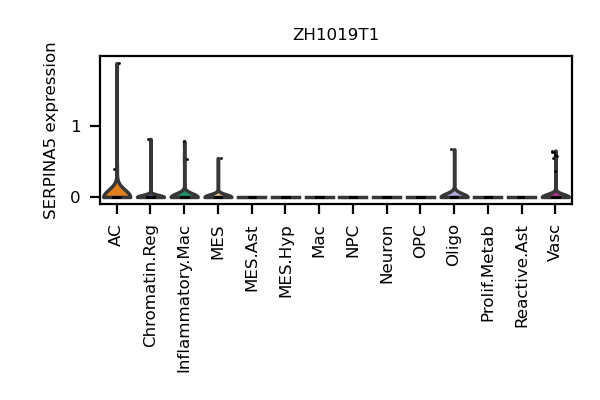 ZH1019T1
SERPINA5 expression
1
0
AC
Chromatin.Reg
Inflammatory.Mac
MES
MES.Ast
MES.Hyp
Mac
NPC
Neuron
OPC
Oligo
Prolif.Metab
Reactive.Ast
Vasc